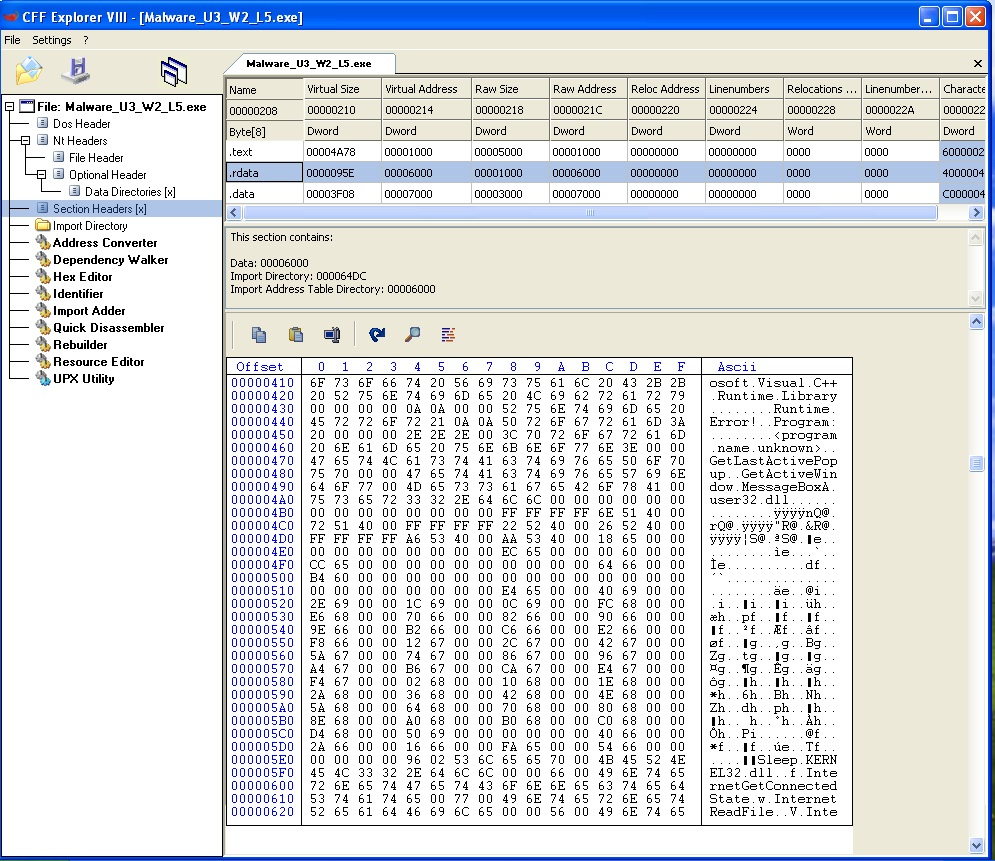 CFF Explorer VIII - [Malware_U3_W2_L5.exe]
File Settings ?
Malware_U3_W2_L5.exe
File: Malware_U3_W2_L5.exe
Dos Header
Nt Headers
File Header
Optional Header
Data Directories [x]
Section Headers [x]
Import Directory
Address Converter
Dependency Walker
Hex Editor
Identifier
Import Adder
Quick Disassembler
Rebuilder
Resource Editor
UPX Utility
Name Virtual Size Virtual Address Raw Size Raw Address Reloc Address Linenumbers Relocations ... Linenumber... Characte
00000208 00000210 00000214 00000218 0000021C 00000220 00000224 00000228 0000022A 0000022
Byte[8] Dword Dword Dword Dword Dword Dword Word Word Dword
.text 00004A78 00001000 00005000 00001000 00000000 00000000 0000 0000 6000002
.rdata 0000095E 00006000 00001000 00006000 00000000 00000000 0000 0000 4000004
.data 00003F08 00007000 00003000 00007000 00000000 00000000 0000 0000 C000004
This section contains:
Data: 00006000
Import Directory: 000064DC
Import Address Table Directory: 00006000
Offset 0 1 2 3 4 5 6 7 8 9 A B C D E F Ascii
00000410 6F 73 6F 66 74 20 56 69 73 75 61 6C 20 43 2B 2B osoft.Visual.C++
00000420 20 52 75 6E 74 69 6D 65 20 4C 69 62 72 61 72 79 .Runtime.Library
00000430 00 00 00 00 0A 0A 00 00 52 75 6E 74 69 6D 65 20 ........Runtime.
00000440 45 72 72 6F 72 21 0A 0A 50 72 6F 67 72 61 6D 3A Error!..Program:
00000450 20 00 00 00 2E 2E 2E 00 3C 70 72 6F 67 72 61 6D ........<program
00000460 20 6E 61 6D 65 20 75 6E 6B 6E 6F 77 6E 3E 00 00 .name.unknown>..
00000470 47 65 74 4C 61 73 74 41 63 74 69 76 65 50 6F 70 GetLastActivePop
00000480 75 70 00 00 47 65 74 41 63 74 69 76 65 57 69 6E up..GetActiveWin
00000490 64 6F 77 00 4D 65 73 73 61 67 65 42 6F 78 41 00 dow.MessageBoxA.
000004A0 75 73 65 72 33 32 2E 64 6C 6C 00 00 00 00 00 00 user32.dll......
000004B0 00 00 00 00 00 00 00 00 FF FF FF FF 6E 51 40 00 ........ÿÿÿÿnQ@.
000004C0 72 51 40 00 FF FF FF FF 22 52 40 00 26 52 40 00 rQ@.ÿÿÿÿ"R@.&R@.
000004D0 FF FF FF FF A6 53 40 00 AA 53 40 00 18 65 00 00 ÿÿÿÿ¦S@.ªS@.▮e..
000004E0 00 00 00 00 00 00 00 00 EC 65 00 00 00 60 00 00 ........ìe...`..
000004F0 CC 65 00 00 00 00 00 00 00 00 00 00 64 66 00 00 Ìe..........df..
00000500 B4 60 00 00 00 00 00 00 00 00 00 00 00 00 00 00 ´`..............
00000510 00 00 00 00 00 00 00 00 E4 65 00 00 40 69 00 00 ........äe..@i..
00000520 2E 69 00 00 1C 69 00 00 0C 69 00 00 FC 68 00 00 .i..▮i..▮i..üh..
00000530 E6 68 00 00 70 66 00 00 82 66 00 00 90 66 00 00 æh..pf..▮f..▮f..
00000540 9E 66 00 00 B2 66 00 00 C6 66 00 00 E2 66 00 00 ▮f..²f..Æf..âf..
00000550 F8 66 00 00 12 67 00 00 2C 67 00 00 42 67 00 00 øf..▮g..,g..Bg..
00000560 5A 67 00 00 74 67 00 00 86 67 00 00 96 67 00 00 Zg..tg..▮g..▮g..
00000570 A4 67 00 00 B6 67 00 00 CA 67 00 00 E4 67 00 00 ¤g..¶g..Êg..äg..
00000580 F4 67 00 00 02 68 00 00 10 68 00 00 1E 68 00 00 ôg..▮h..▮h..▮h..
00000590 2A 68 00 00 36 68 00 00 42 68 00 00 4E 68 00 00 *h..6h..Bh..Nh..
000005A0 5A 68 00 00 64 68 00 00 70 68 00 00 80 68 00 00 Zh..dh..ph..▮h..
000005B0 8E 68 00 00 A0 68 00 00 B0 68 00 00 C0 68 00 00 ▮h.. h..°h..Àh..
000005C0 D4 68 00 00 50 69 00 00 00 00 00 00 40 66 00 00 Ôh..Pi......@f..
000005D0 2A 66 00 00 16 66 00 00 FA 65 00 00 54 66 00 00 *f..▮f..úe..Tf..
000005E0 00 00 00 00 96 02 53 6C 65 65 70 00 4B 45 52 4E ....▮▮Sleep.KERN
000005F0 45 4C 33 32 2E 64 6C 6C 00 00 66 00 49 6E 74 65 EL32.dll..f.Inte
00000600 72 6E 65 74 47 65 74 43 6F 6E 6E 65 63 74 65 64 rnetGetConnected
00000610 53 74 61 74 65 00 77 00 49 6E 74 65 72 6E 65 74 State.w.Internet
00000620 52 65 61 64 46 69 6C 65 00 00 56 00 49 6E 74 65 ReadFile..V.Inte